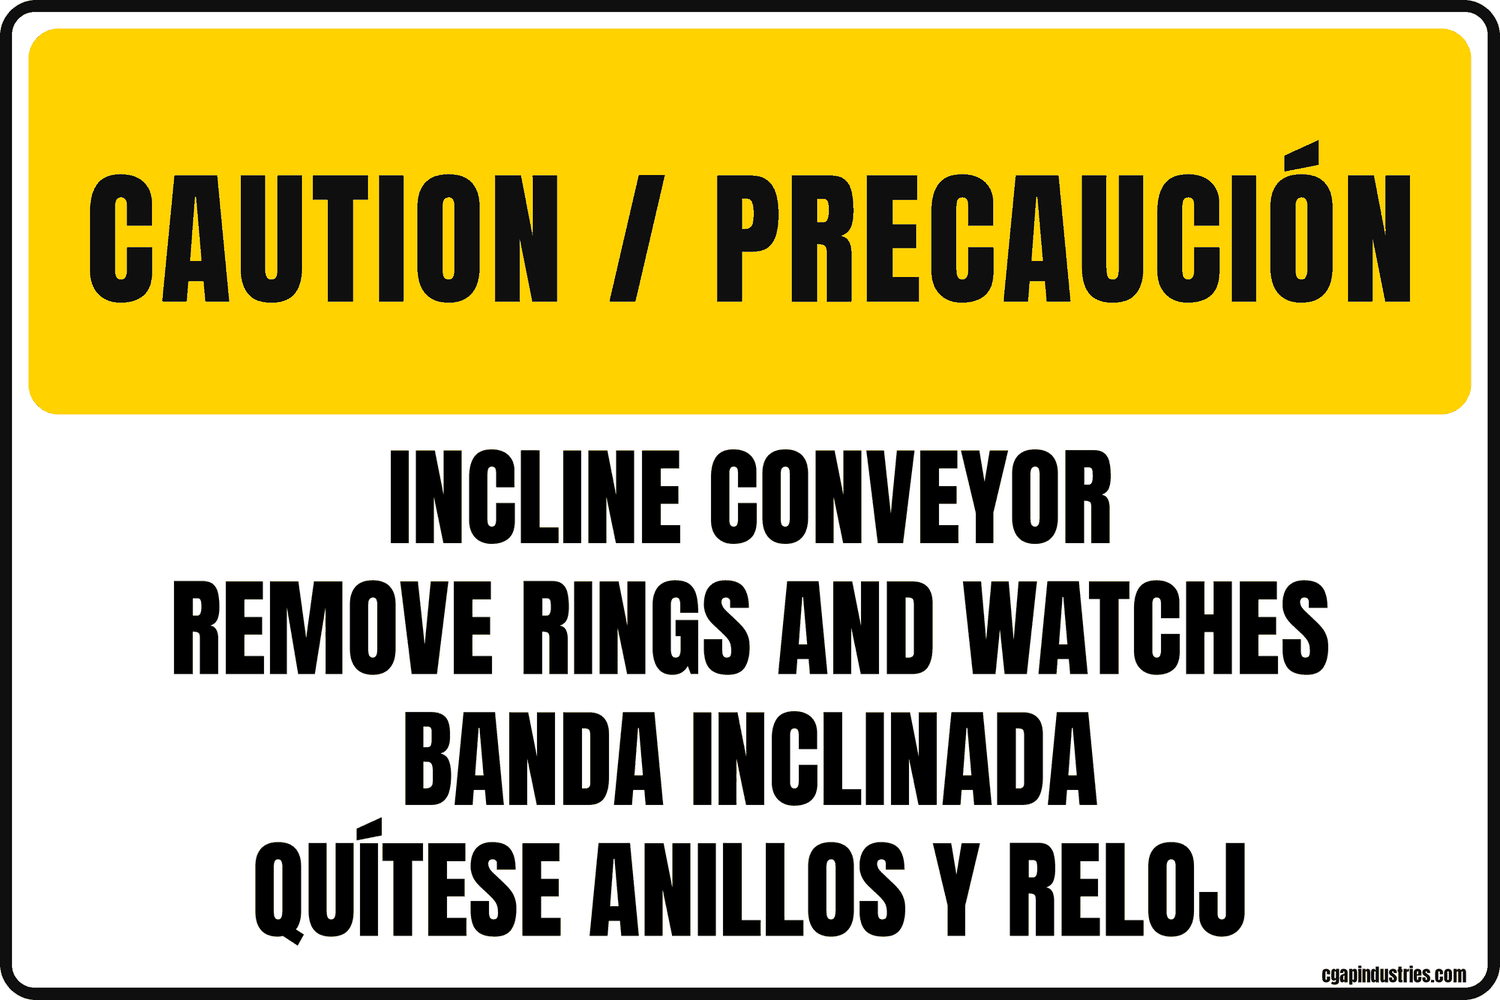 CAUTION / PRECAUCIÓN
INCLINE CONVEYOR
REMOVE RINGS AND WATCHES
BANDA INCLINADA
QUÍTESE ANILLOS Y RELOJ
cgapindustries.com